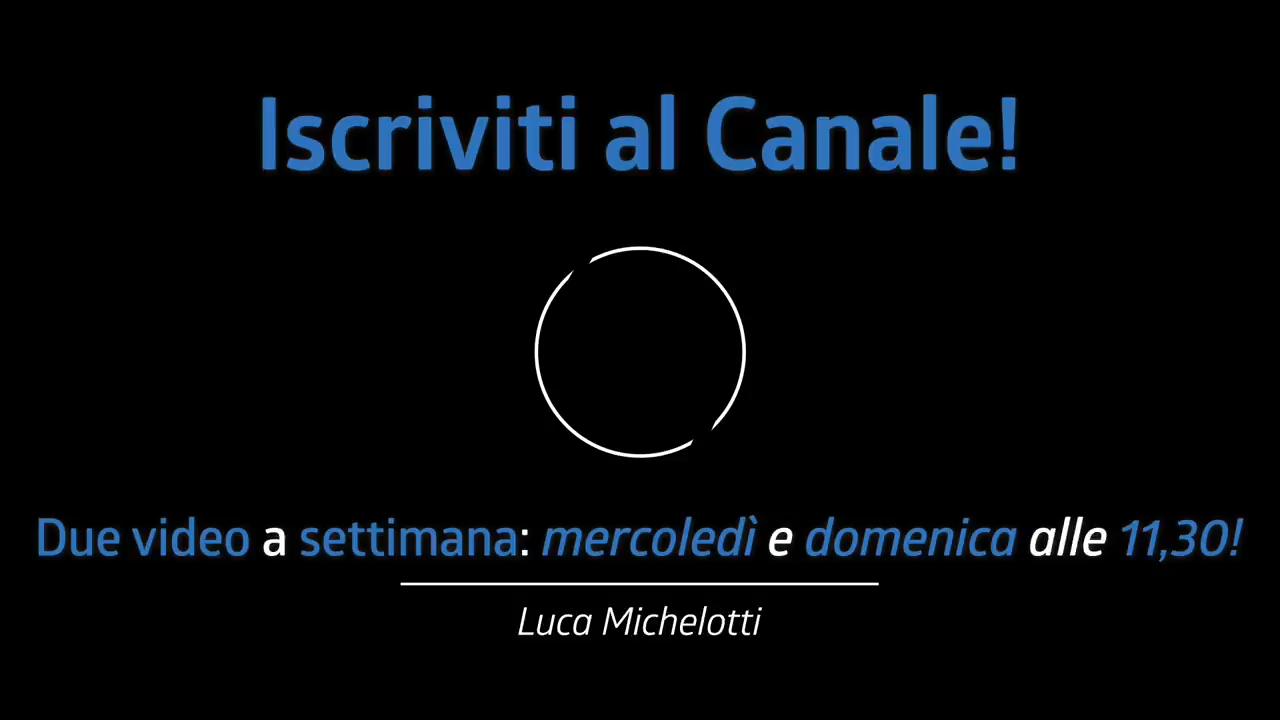 Iscriviti al Canale!
Due video a settimana: mercoledì e domenica alle 11,30!
Luca Michelotti